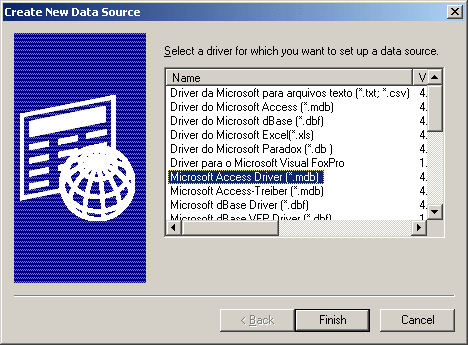 Create New Data Source
Select a driver for which you want to set up a data source.
Name V
Driver da Microsoft para arquivos texto (*.txt; *.csv) 4.
Driver do Microsoft Access (*.mdb) 4.
Driver do Microsoft dBase (*.dbf) 4.
Driver do Microsoft Excel(*.xls) 4.
Driver do Microsoft Paradox (*.db ) 4.
Driver para o Microsoft Visual FoxPro 1.
Microsoft Access Driver (*.mdb) 4.
Microsoft Access-Treiber (*.mdb) 4.
Microsoft dBase Driver (*.dbf) 4.
Microsoft dBase VFP Driver (*.dbf) 1.
< Back Finish Cancel